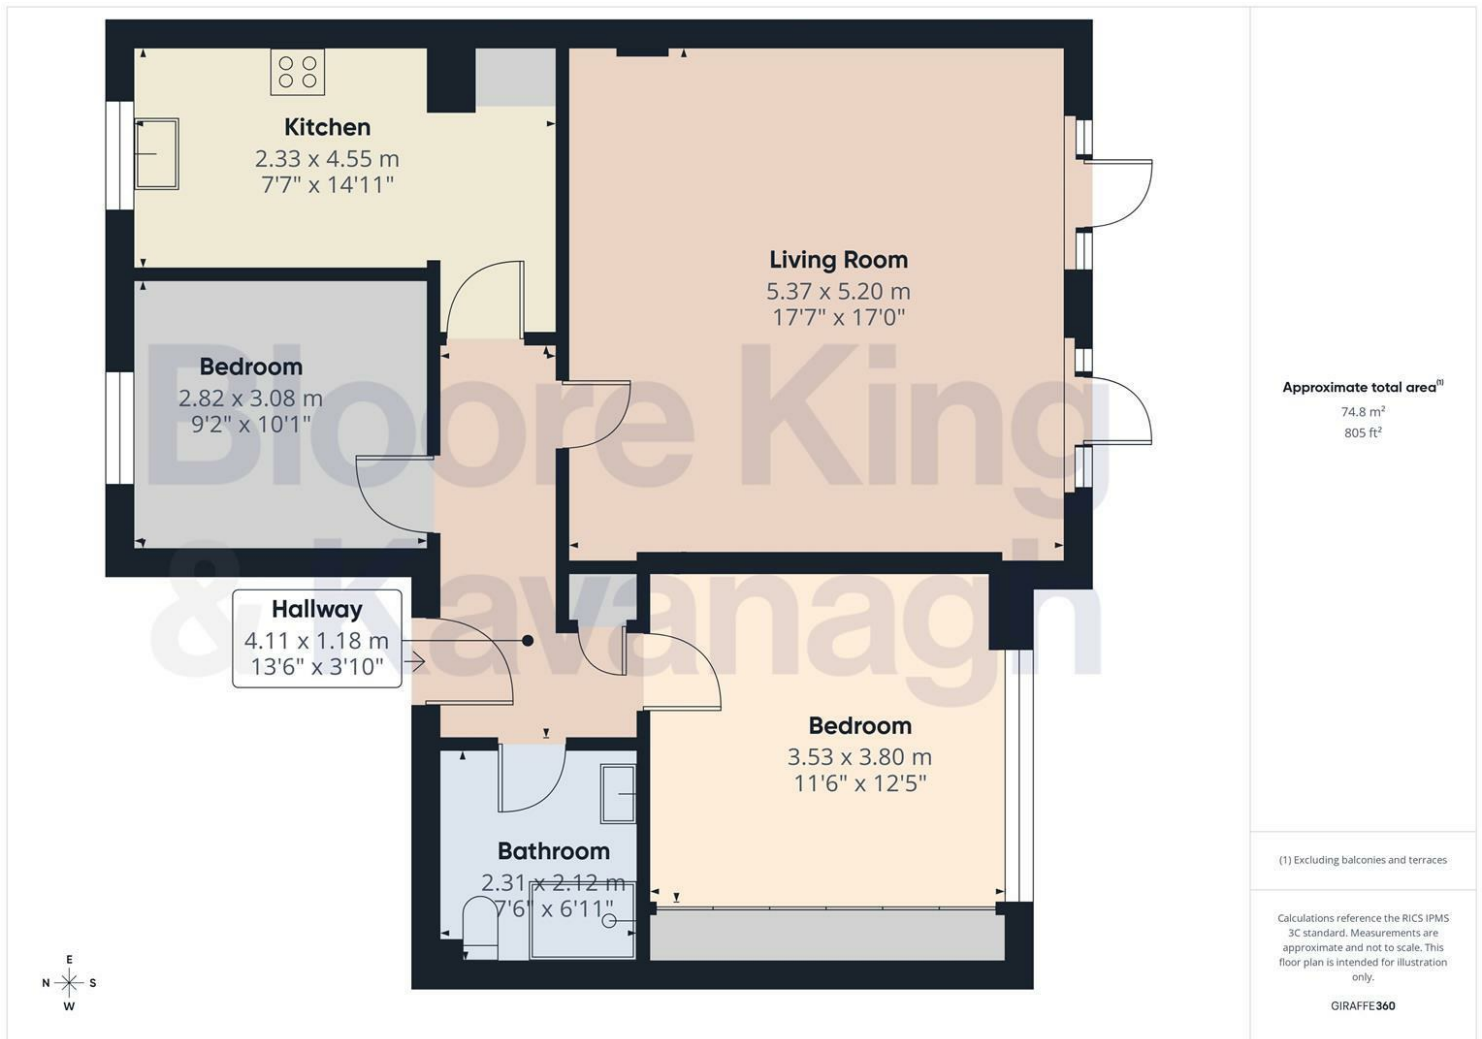 Kitchen
2.33 x 4.55 m
7'7" x 14'11"
Living Room
5.37 x 5.20 m
17'7" x 17'0"
Bedroom
2.82 x 3.08 m
9'2" x 10'1"
Bloore King
& Kavanagh
Hallway
4.11 x 1.18 m
13'6" x 3'10"
Bedroom
3.53 x 3.80 m
11'6" x 12'5"
Bathroom
2.31 x 2.12 m
7'6" x 6'11"
E
N S
W
Approximate total area(1)
74.8 m²
805 ft²
(1) Excluding balconies and terraces
Calculations reference the RICS IPMS
3C standard. Measurements are
approximate and not to scale. This
floor plan is intended for illustration
only.
GIRAFFE360